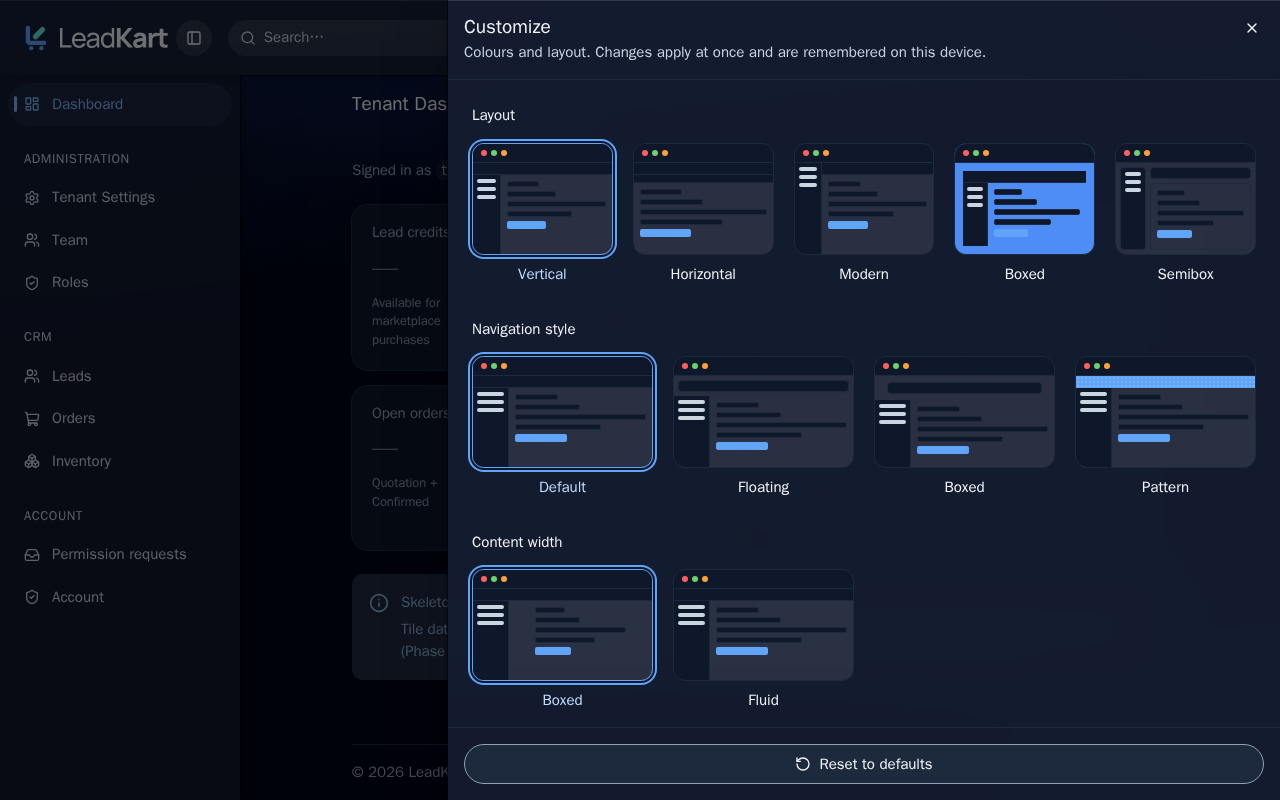 LeadKart
Search···
Dashboard
ADMINISTRATION
Tenant Settings
Team
Roles
CRM
Leads
Orders
Inventory
ACCOUNT
Permission requests
Account
Tenant Das
Signed in as t
Lead credits
Available for
marketplace
purchases
Open orders
Quotation +
Confirmed
Skeleto
Tile dat
(Phase
© 2026 LeadK
Customize
Colours and layout. Changes apply at once and are remembered on this device.
Layout
Vertical
Horizontal
Modern
Boxed
Semibox
Navigation style
Default
Floating
Boxed
Pattern
Content width
Boxed
Fluid
Reset to defaults